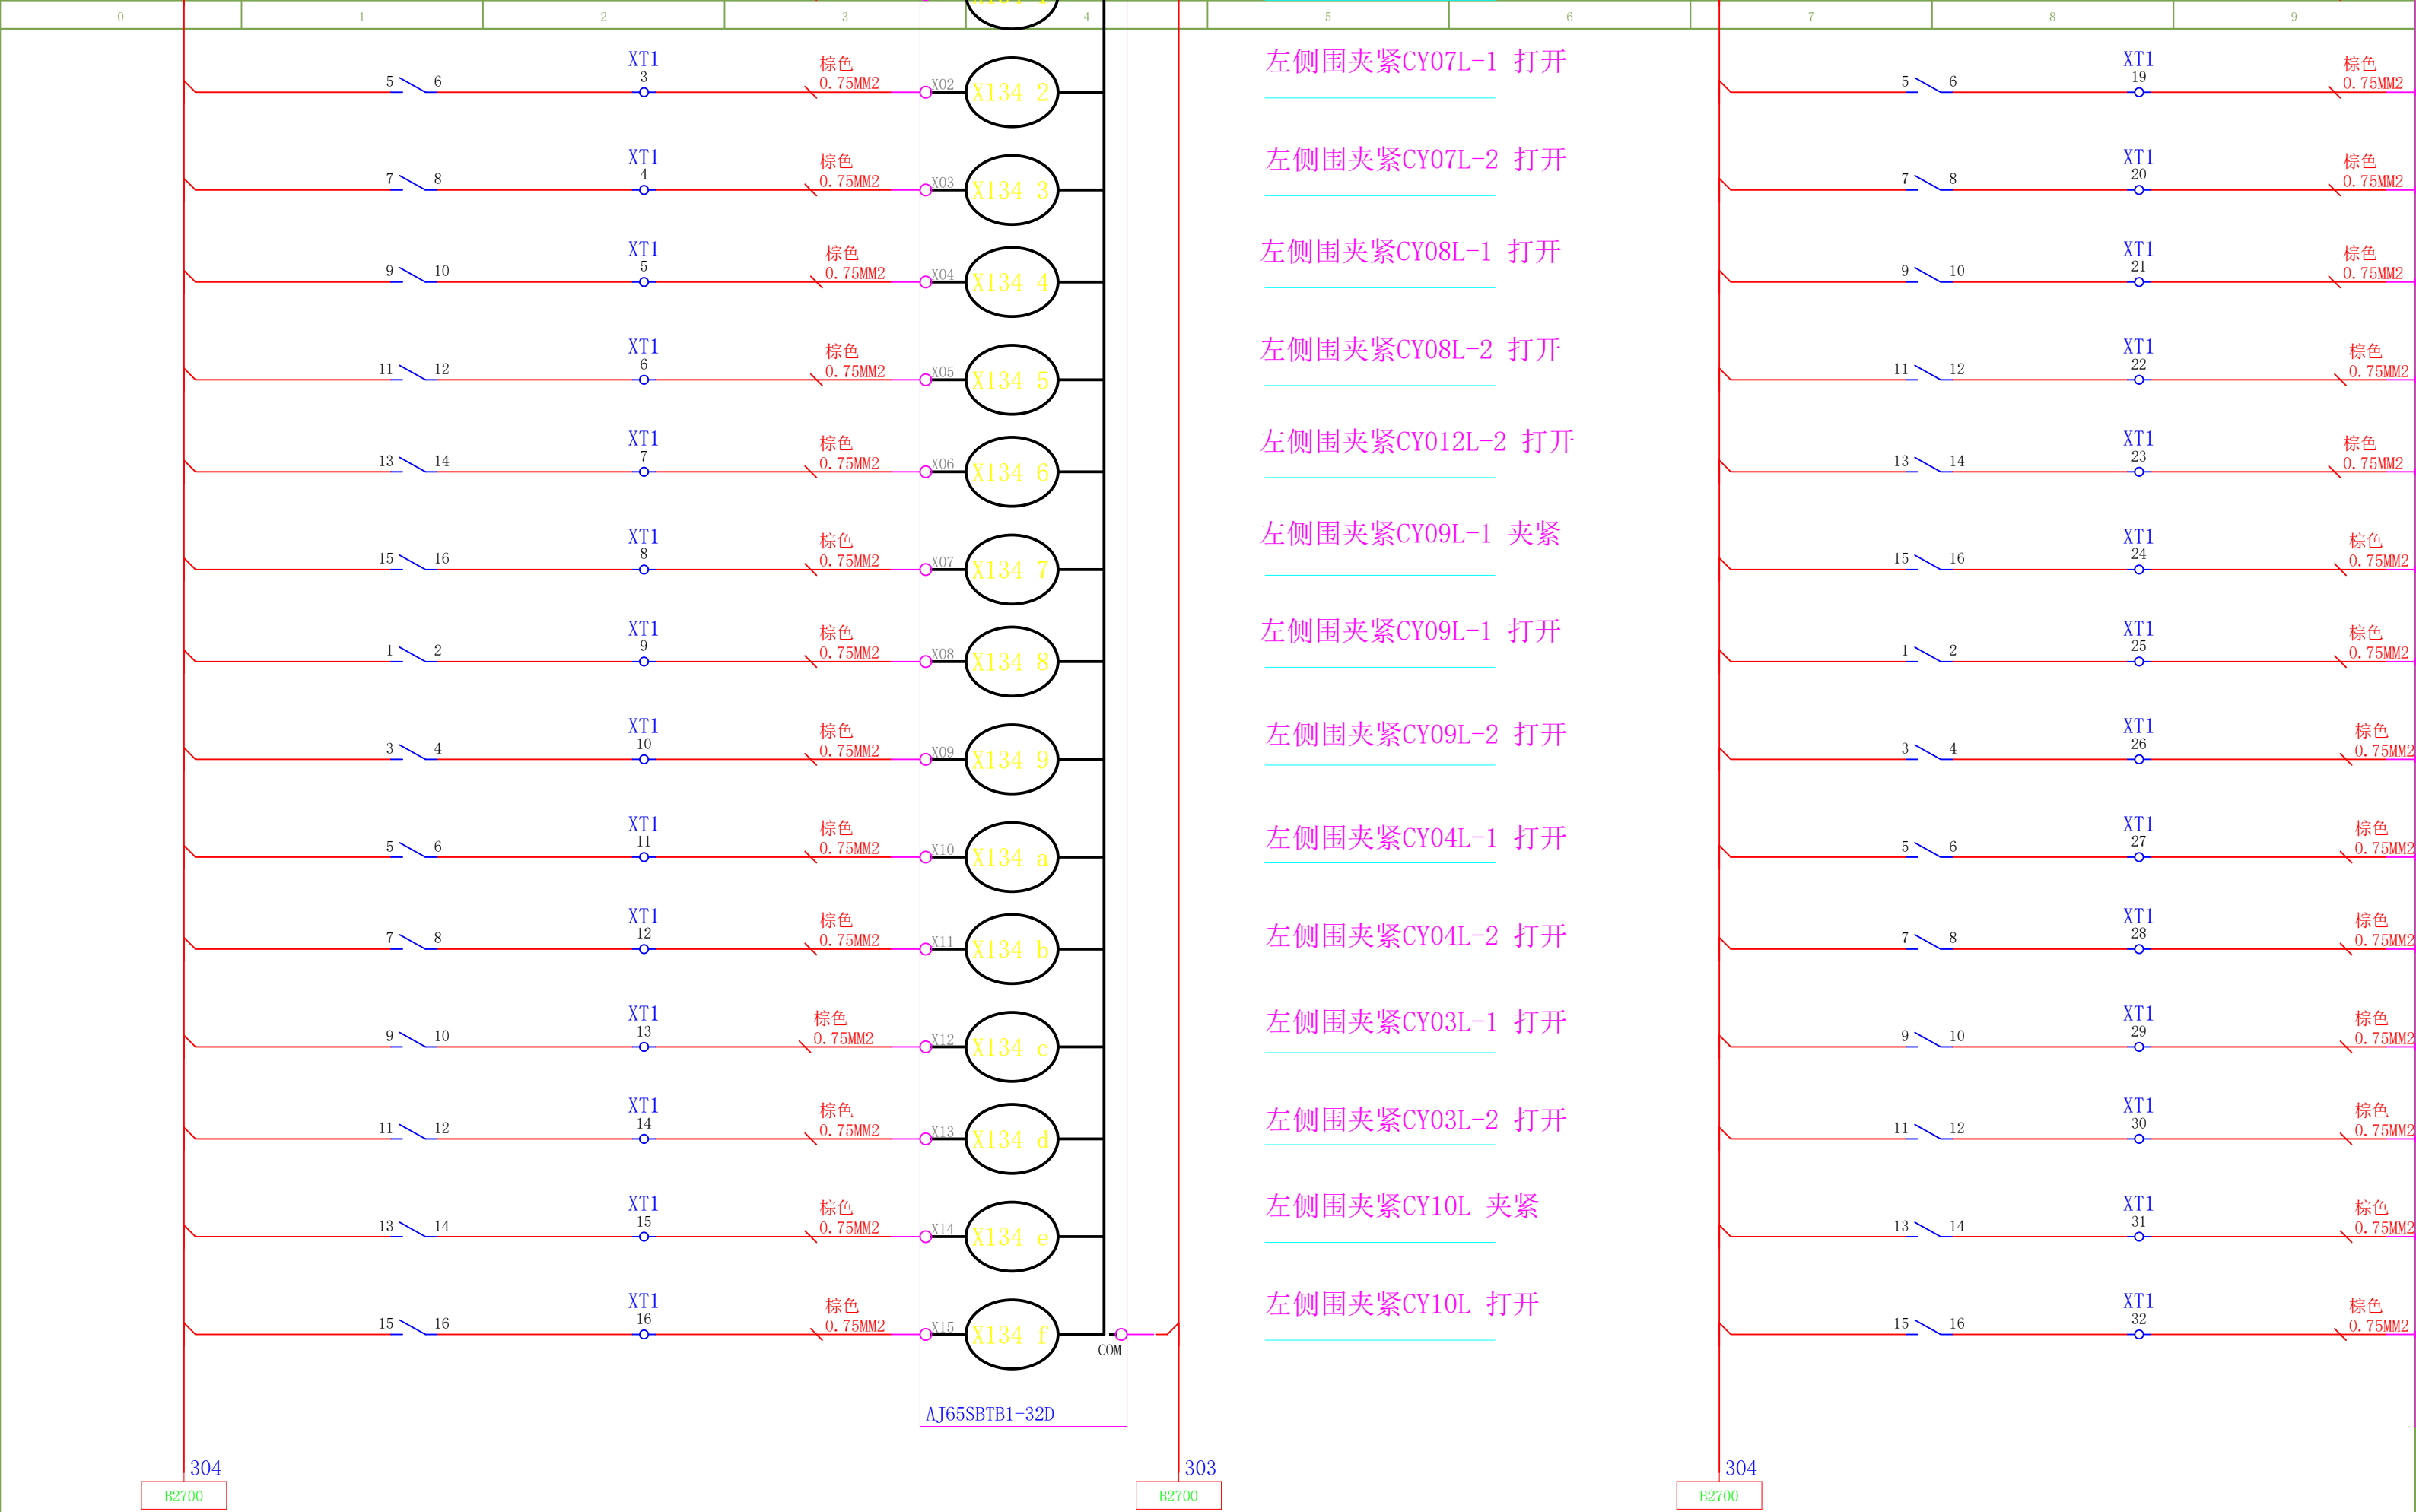 0 1 2 3 4 5 6 7 8 9
XT1 左侧围夹紧CY07L-1 打开 XT1
5 6 3 棕色 5 6 19 棕色
0.75MM2 X02 X134 2 0.75MM2
XT1 左侧围夹紧CY07L-2 打开 XT1
7 8 4 棕色 7 8 20 棕色
0.75MM2 X03 X134 3 0.75MM2
XT1 左侧围夹紧CY08L-1 打开 XT1
9 10 5 棕色 9 10 21 棕色
0.75MM2 X04 X134 4 0.75MM2
XT1 左侧围夹紧CY08L-2 打开 XT1
11 12 6 棕色 11 12 22 棕色
0.75MM2 X05 X134 5 0.75MM2
XT1 左侧围夹紧CY012L-2 打开 XT1
13 14 7 棕色 13 14 23 棕色
0.75MM2 X06 X134 6 0.75MM2
XT1 左侧围夹紧CY09L-1 夹紧 XT1
15 16 8 棕色 15 16 24 棕色
0.75MM2 X07 X134 7 0.75MM2
XT1 左侧围夹紧CY09L-1 打开 XT1
1 2 9 棕色 1 2 25 棕色
0.75MM2 X08 X134 8 0.75MM2
XT1 左侧围夹紧CY09L-2 打开 XT1
3 4 10 棕色 3 4 26 棕色
0.75MM2 X09 X134 9 0.75MM2
XT1 左侧围夹紧CY04L-1 打开 XT1
5 6 11 棕色 5 6 27 棕色
0.75MM2 X10 X134 a 0.75MM2
XT1 左侧围夹紧CY04L-2 打开 XT1
7 8 12 棕色 7 8 28 棕色
0.75MM2 X11 X134 b 0.75MM2
XT1 左侧围夹紧CY03L-1 打开 XT1
9 10 13 棕色 9 10 29 棕色
0.75MM2 X12 X134 c 0.75MM2
XT1 左侧围夹紧CY03L-2 打开 XT1
11 12 14 棕色 11 12 30 棕色
0.75MM2 X13 X134 d 0.75MM2
XT1 左侧围夹紧CY10L 夹紧 XT1
13 14 15 棕色 13 14 31 棕色
0.75MM2 X14 X134 e 0.75MM2
XT1 左侧围夹紧CY10L 打开 XT1
15 16 16 棕色 15 16 32 棕色
0.75MM2 X15 X134 f 0.75MM2
COM
AJ65SBTB1-32D
304 303 304
B2700 B2700 B2700